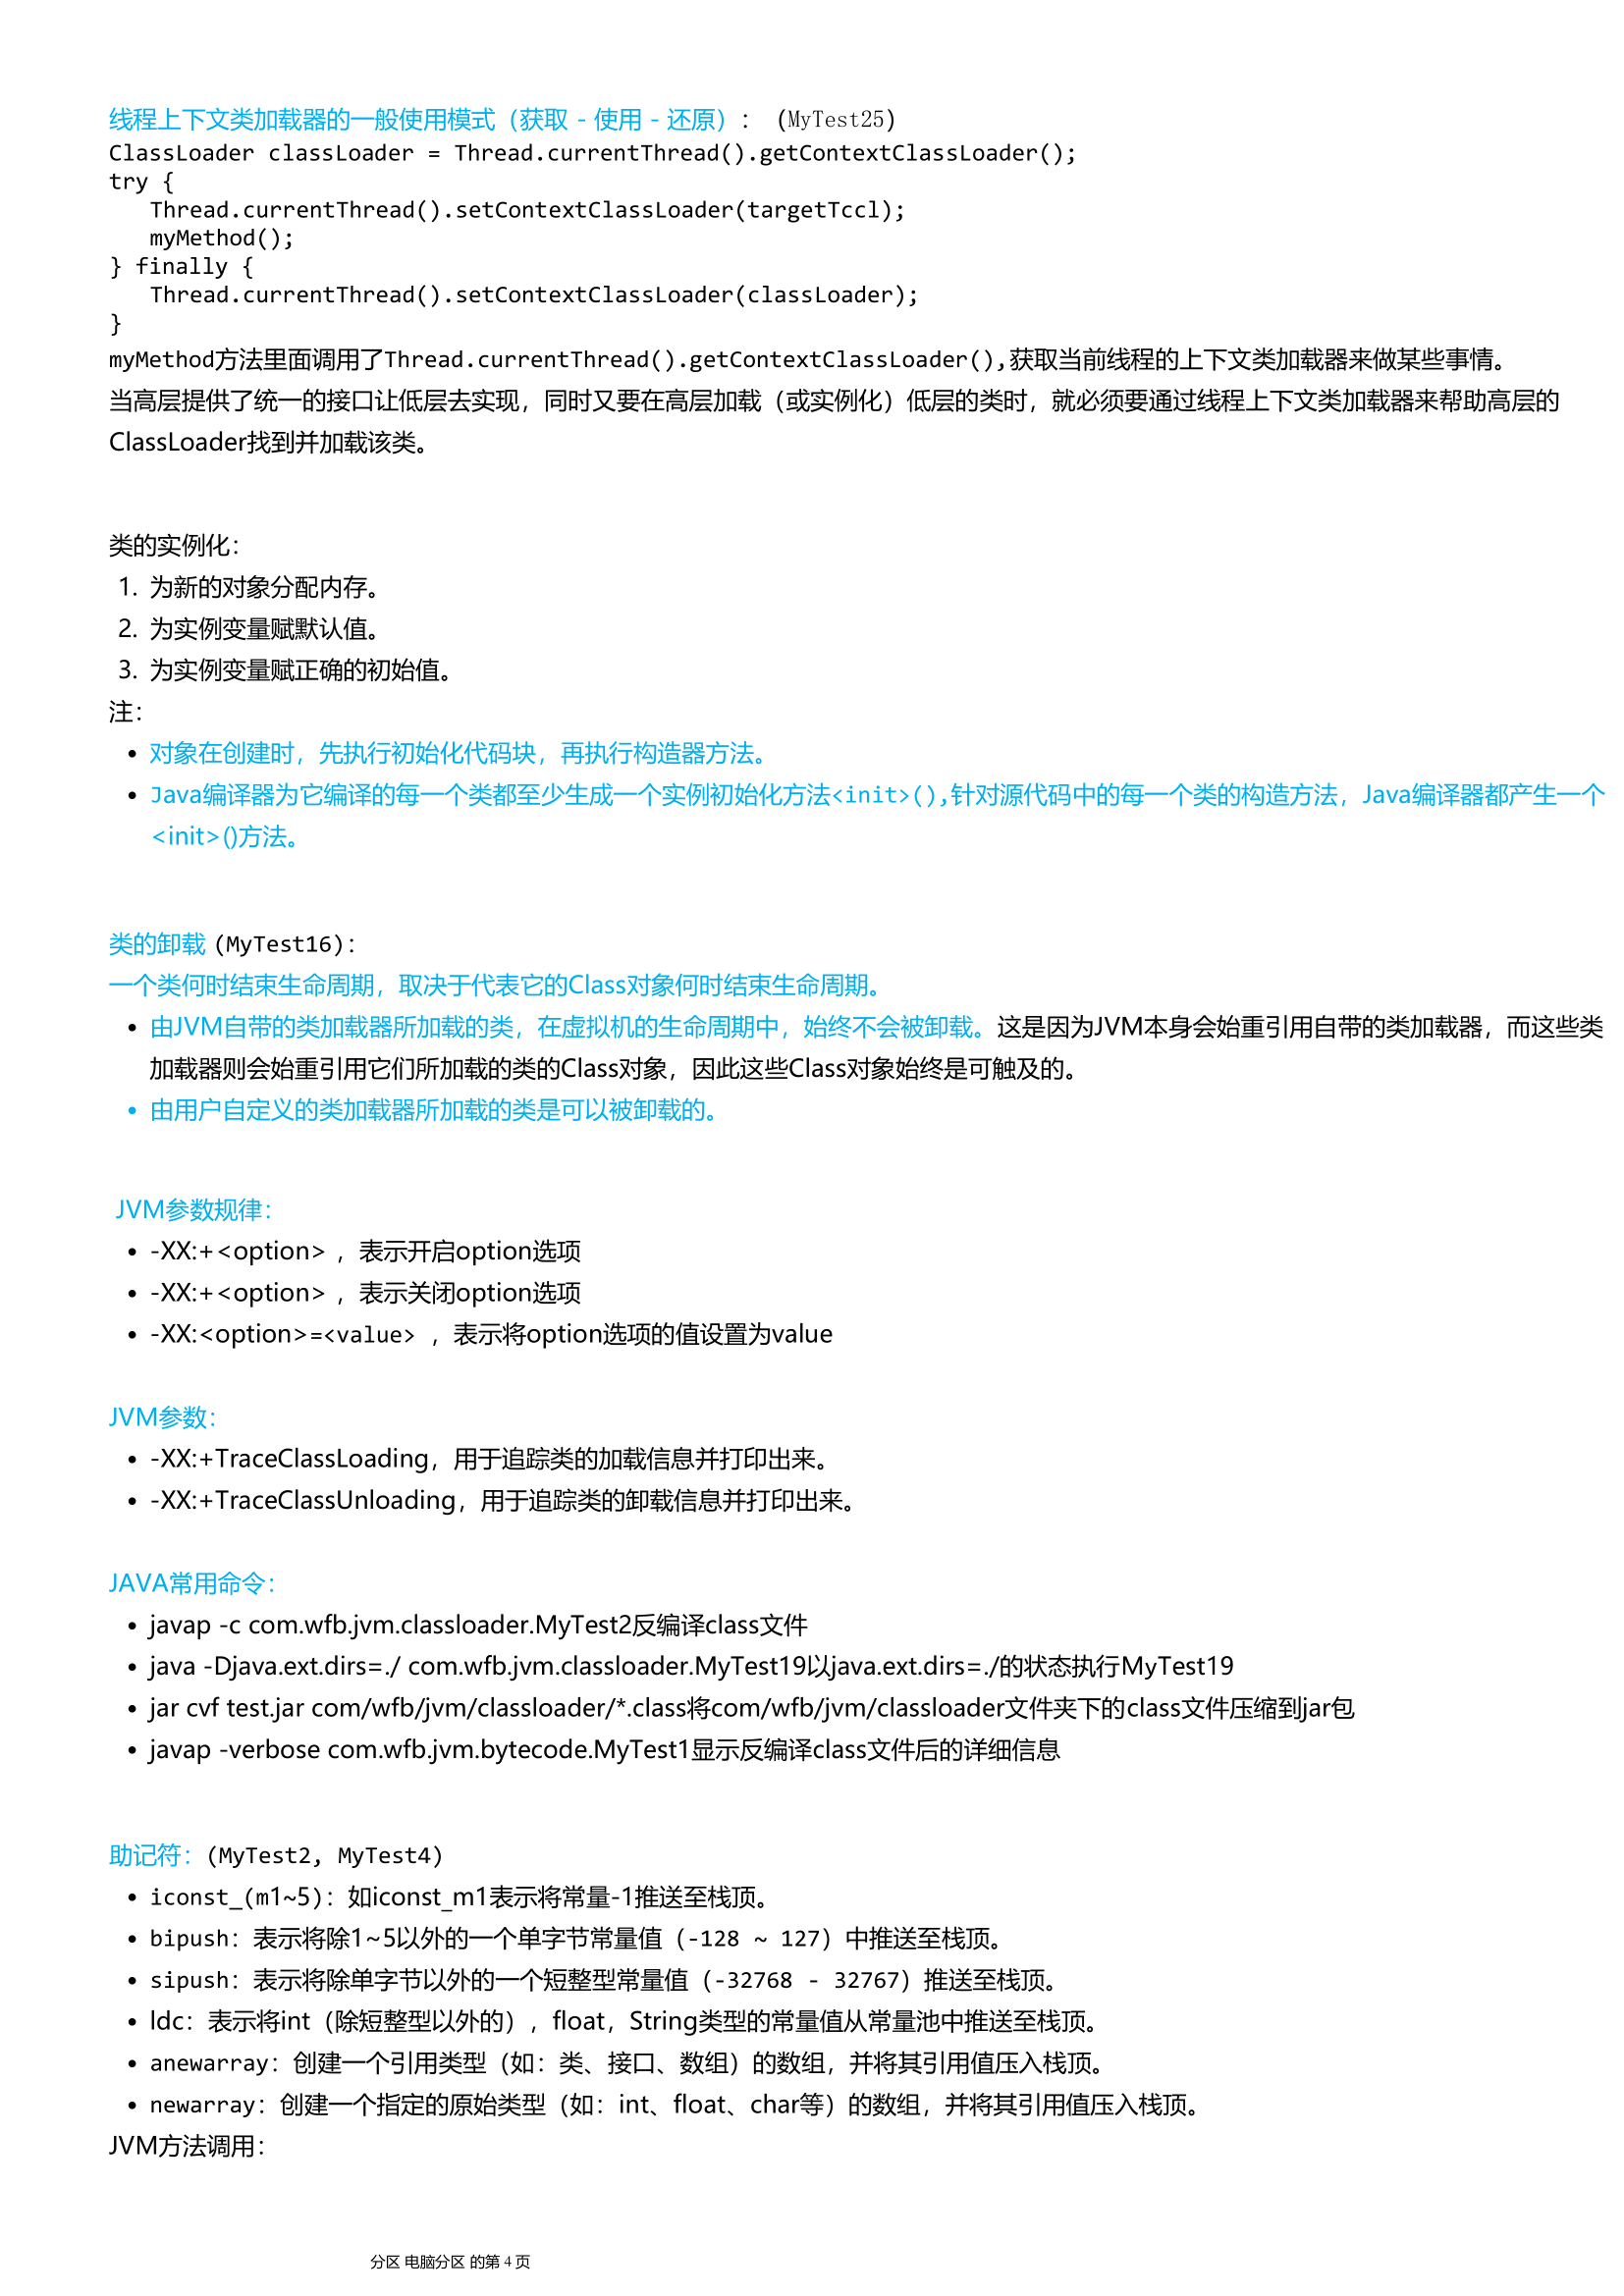 线程上下文类加载器的一般使用模式（获取 - 使用 - 还原）：（MyTest25）
ClassLoader classLoader = Thread.currentThread().getContextClassLoader();
try {
   Thread.currentThread().setContextClassLoader(targetTccl);
   myMethod();
} finally {
   Thread.currentThread().setContextClassLoader(classLoader);
}
myMethod方法里面调用了Thread.currentThread().getContextClassLoader(),获取当前线程的上下文类加载器来做某些事情。
当高层提供了统一的接口让低层去实现，同时又要在高层加载（或实例化）低层的类时，就必须要通过线程上下文类加载器来帮助高层的
ClassLoader找到并加载该类。
类的实例化：
1. 为新的对象分配内存。
2. 为实例变量赋默认值。
3. 为实例变量赋正确的初始值。
注：
• 对象在创建时，先执行初始化代码块，再执行构造器方法。
• Java编译器为它编译的每一个类都至少生成一个实例初始化方法<init>(),针对源代码中的每一个类的构造方法，Java编译器都产生一个
<init>()方法。
类的卸载 (MyTest16)：
一个类何时结束生命周期，取决于代表它的Class对象何时结束生命周期。
• 由JVM自带的类加载器所加载的类，在虚拟机的生命周期中，始终不会被卸载。这是因为JVM本身会始重引用自带的类加载器，而这些类
加载器则会始重引用它们所加载的类的Class对象，因此这些Class对象始终是可触及的。
• 由用户自定义的类加载器所加载的类是可以被卸载的。
JVM参数规律：
• -XX:+<option> ，表示开启option选项
• -XX:+<option> ，表示关闭option选项
• -XX:<option>=<value> ，表示将option选项的值设置为value
JVM参数：
• -XX:+TraceClassLoading，用于追踪类的加载信息并打印出来。
• -XX:+TraceClassUnloading，用于追踪类的卸载信息并打印出来。
JAVA常用命令：
• javap -c com.wfb.jvm.classloader.MyTest2反编译class文件
• java -Djava.ext.dirs=./ com.wfb.jvm.classloader.MyTest19以java.ext.dirs=./的状态执行MyTest19
• jar cvf test.jar com/wfb/jvm/classloader/*.class将com/wfb/jvm/classloader文件夹下的class文件压缩到jar包
• javap -verbose com.wfb.jvm.bytecode.MyTest1显示反编译class文件后的详细信息
助记符：(MyTest2, MyTest4)
• iconst_(m1~5)：如iconst_m1表示将常量-1推送至栈顶。
• bipush：表示将除1~5以外的一个单字节常量值（-128 ~ 127）中推送至栈顶。
• sipush：表示将除单字节以外的一个短整型常量值（-32768 - 32767）推送至栈顶。
• ldc：表示将int（除短整型以外的），float，String类型的常量值从常量池中推送至栈顶。
• anewarray：创建一个引用类型（如：类、接口、数组）的数组，并将其引用值压入栈顶。
• newarray：创建一个指定的原始类型（如：int、float、char等）的数组，并将其引用值压入栈顶。
JVM方法调用：
分区 电脑分区 的第 4 页